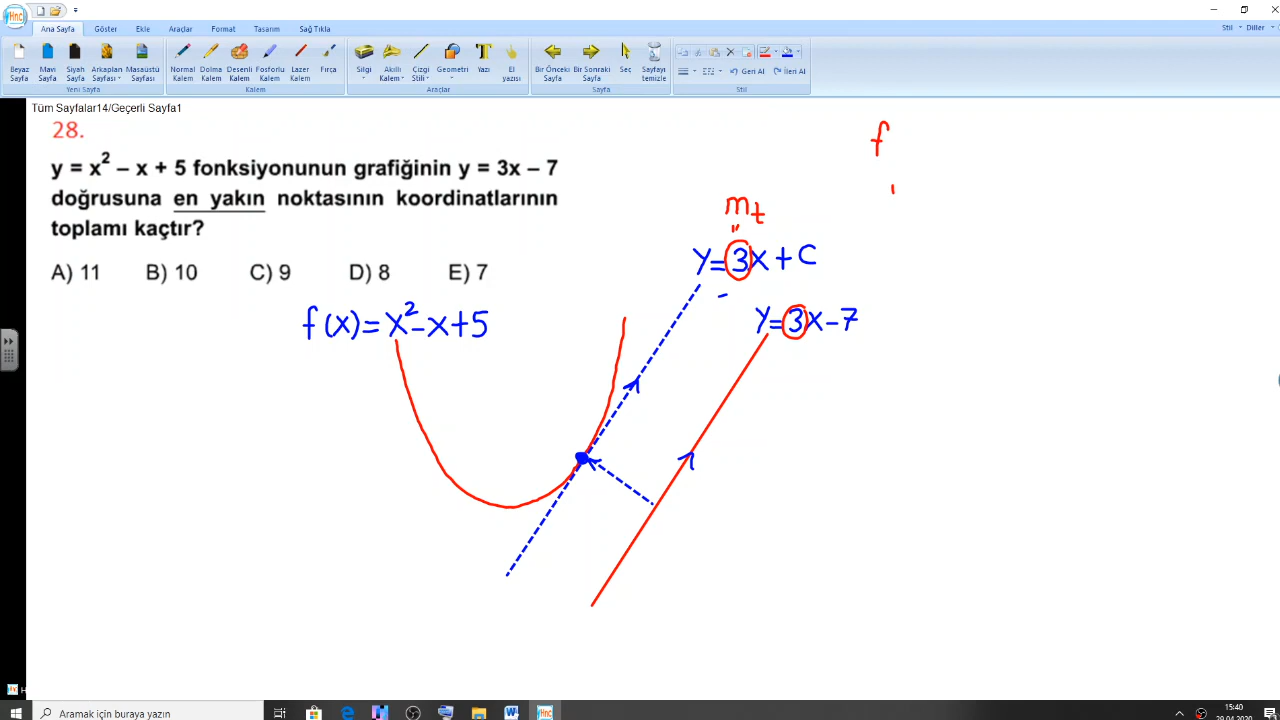 Ana Sayfa Göster Ekle Araçlar Format Tasarım Sağ Tıkla
Stil Diller
Beyaz Sayfa Mavi Sayfa Siyah Sayfa Arkaplan Sayfası Masaüstü Sayfası
Normal Kalem Dolma Kalem Desenli Kalem Fosforlu Kalem Lazer Kalem Fırça
Silgi Akıllı Kalem Çizgi Stili Geometri Yazı El yazısı
Bir Önceki Sayfa Bir Sonraki Sayfa Seç Sayfayı temizle
Geri Al İleri Al
Yeni Sayfa Kalem Araçlar Sayfa Stil
Tüm Sayfalar14/Geçerli Sayfa1
28.
y = x² – x + 5 fonksiyonunun grafiğinin y = 3x – 7
doğrusuna en yakın noktasının koordinatlarının
toplamı kaçtır?
A) 11 B) 10 C) 9 D) 8 E) 7
f
mₜ
y=3x+c
f(x)=x²-x+5
y=3x-7
Aramak için buraya yazın
15:40
29.04.2020